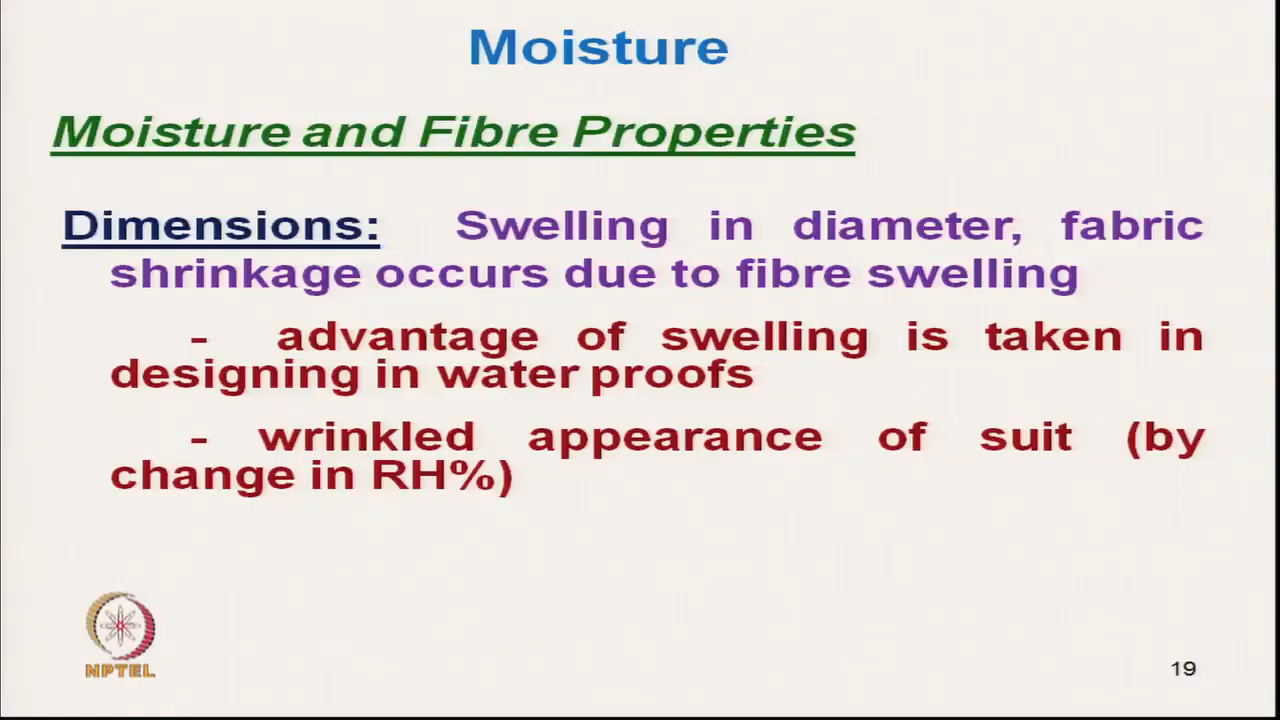 Moisture
Moisture and Fibre Properties
Dimensions: Swelling in diameter, fabric
shrinkage occurs due to fibre swelling
- advantage of swelling is taken in
designing in water proofs
- wrinkled appearance of suit (by
change in RH%)
NPTEL
19